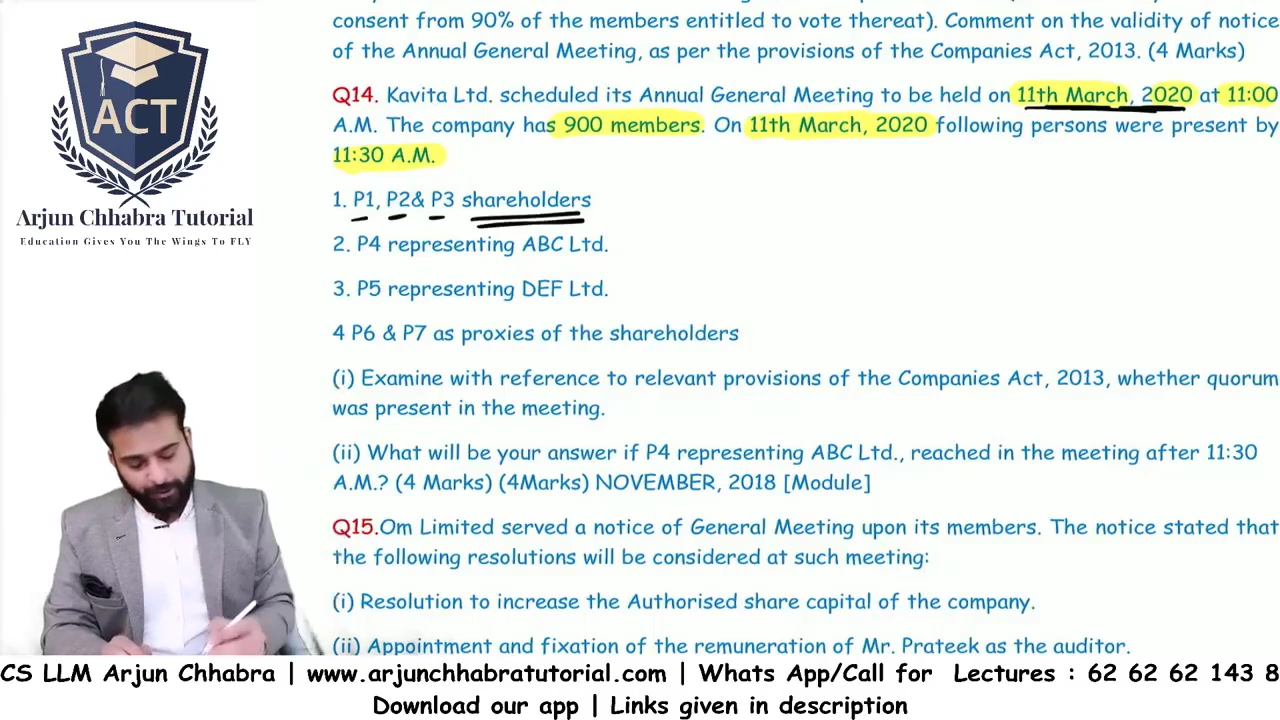 consent from 90% of the members entitled to vote thereat). Comment on the validity of notice
of the Annual General Meeting, as per the provisions of the Companies Act, 2013. (4 Marks)
Q14. Kavita Ltd. scheduled its Annual General Meeting to be held on 11th March, 2020 at 11:00
A.M. The company has 900 members. On 11th March, 2020 following persons were present by
11:30 A.M.
1. P1, P2& P3 shareholders
2. P4 representing ABC Ltd.
3. P5 representing DEF Ltd.
4 P6 & P7 as proxies of the shareholders
(i) Examine with reference to relevant provisions of the Companies Act, 2013, whether quorum
was present in the meeting.
(ii) What will be your answer if P4 representing ABC Ltd., reached in the meeting after 11:30
A.M.? (4 Marks) (4Marks) NOVEMBER, 2018 [Module]
Q15.Om Limited served a notice of General Meeting upon its members. The notice stated that
the following resolutions will be considered at such meeting:
(i) Resolution to increase the Authorised share capital of the company.
(ii) Appointment and fixation of the remuneration of Mr. Prateek as the auditor.
ACT
Arjun Chhabra Tutorial
Education Gives You The Wings To FLY
CS LLM Arjun Chhabra | www.arjunchhabratutorial.com | Whats App/Call for Lectures : 62 62 62 143 8
Download our app | Links given in description